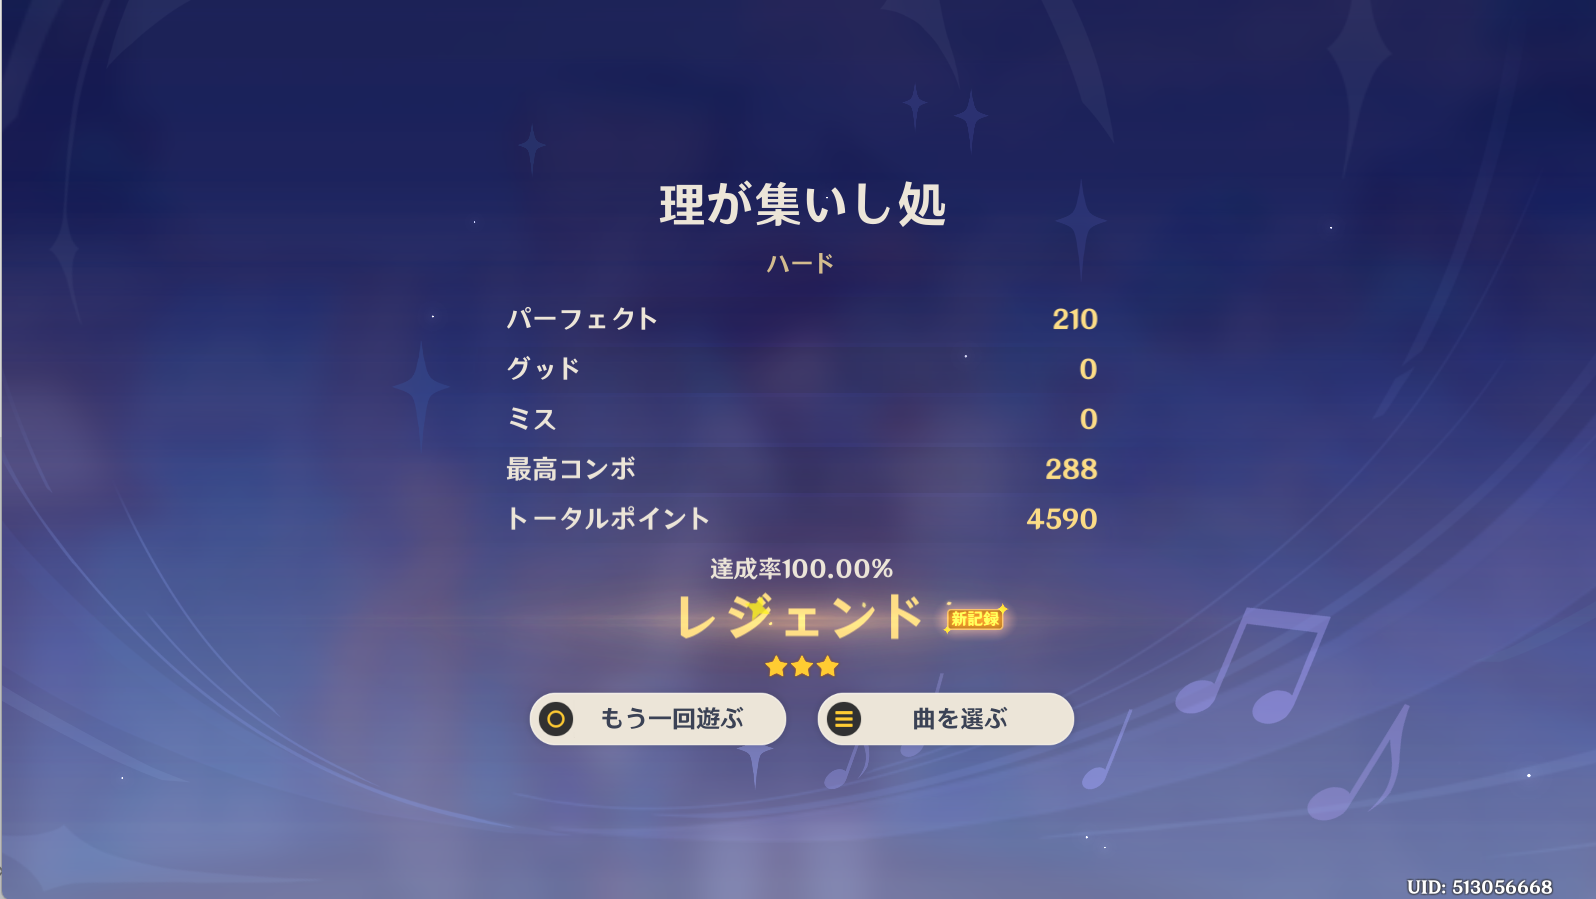 理が集いし処
ハード
パーフェクト 210
グッド 0
ミス 0
最高コンボ 288
トータルポイント 4590
達成率100.00%
レジェンド 新記録
もう一回遊ぶ 曲を選ぶ
UID: 513056668